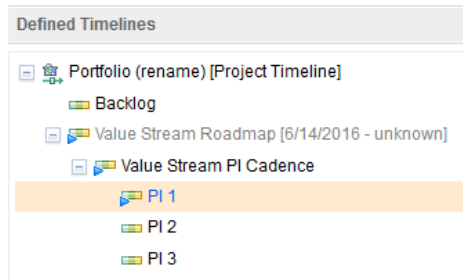 Defined Timelines
Portfolio (rename) [Project Timeline]
Backlog
Value Stream Roadmap [6/14/2016 - unknown]
Value Stream PI Cadence
PI 1
PI 2
PI 3